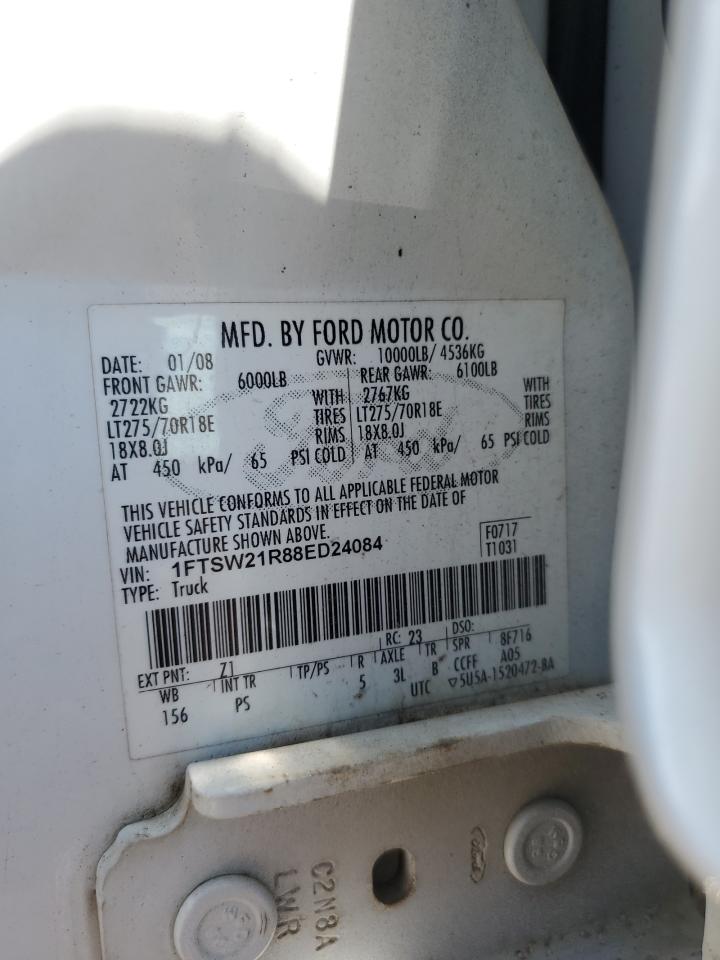 MFD. BY FORD MOTOR CO.
DATE: 01/08 GVWR: 10000LB/ 4536KG
FRONT GAWR: 6000LB REAR GAWR: 6100LB
2722KG WITH 2767KG WITH
LT275/70R18E TIRES LT275/70R18E TIRES
18X8.0J RIMS 18X8.0J RIMS
AT 450 kPa/ 65 PSI COLD AT 450 kPa/ 65 PSI COLD
THIS VEHICLE CONFORMS TO ALL APPLICABLE FEDERAL MOTOR
VEHICLE SAFETY STANDARDS IN EFFECT ON THE DATE OF
MANUFACTURE SHOWN ABOVE.
VIN: 1FTSW21R88ED24084 F0717
TYPE: Truck T1031
EXT PNT: Z1 RC: 23 DSO:
WB INT TR TP/PS R AXLE TR SPR 8F716
156 PS 5 3L B CCFF A05
UTC ▽5U5A-1520472-BA
Ford
C2N8A
LWR